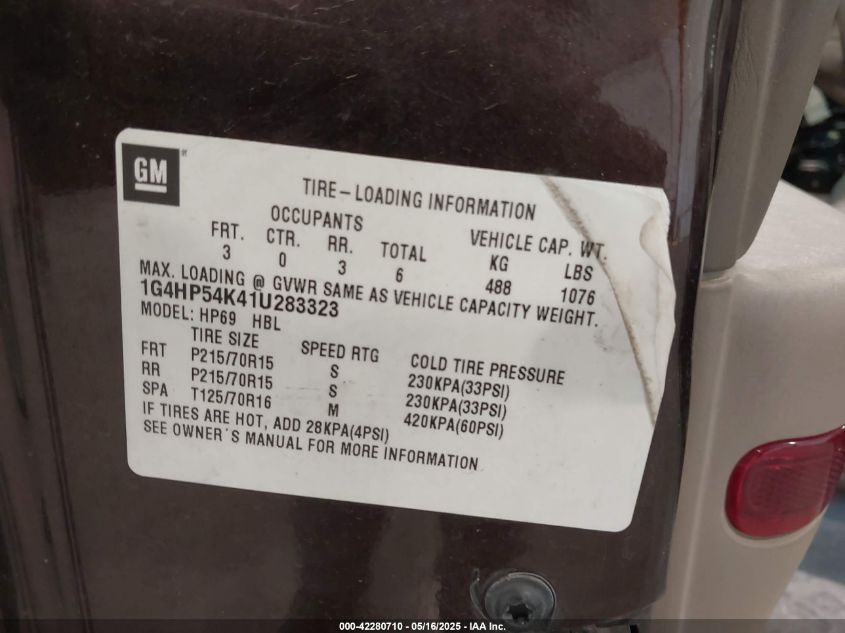 GM
TIRE-LOADING INFORMATION
OCCUPANTS VEHICLE CAP. WT.
FRT. CTR. RR. TOTAL KG LBS
3 0 3 6 488 1076
MAX. LOADING @ GVWR SAME AS VEHICLE CAPACITY WEIGHT.
1G4HP54K41U283323
MODEL: HP69 HBL
TIRE SIZE SPEED RTG COLD TIRE PRESSURE
FRT P215/70R15 S 230KPA(33PSI)
RR P215/70R15 S 230KPA(33PSI)
SPA T125/70R16 M 420KPA(60PSI)
IF TIRES ARE HOT, ADD 28KPA(4PSI)
SEE OWNER'S MANUAL FOR MORE INFORMATION
000-42280710 - 05/16/2025 - IAA Inc.